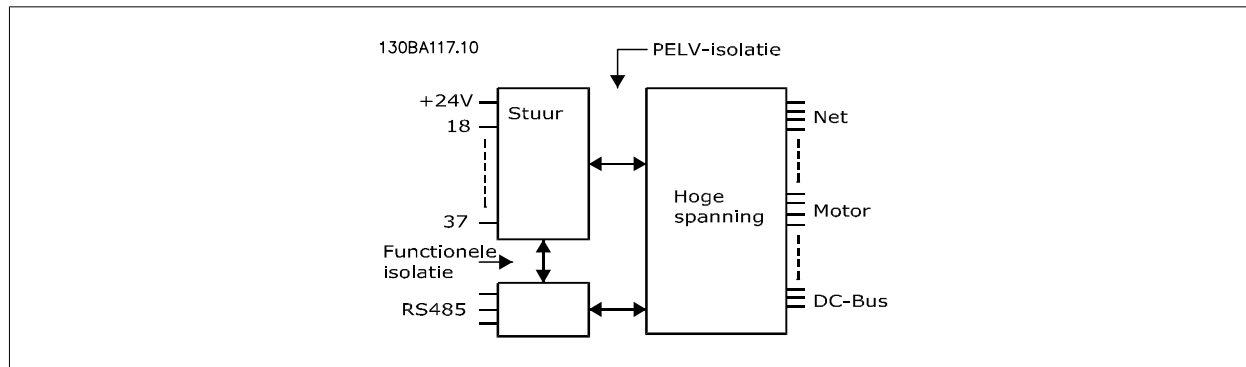 130BA117.10
PELV-isolatie
+24V
Stuur
18
37
Functionele
isolatie
RS485
Hoge
spanning
Net
Motor
DC-Bus